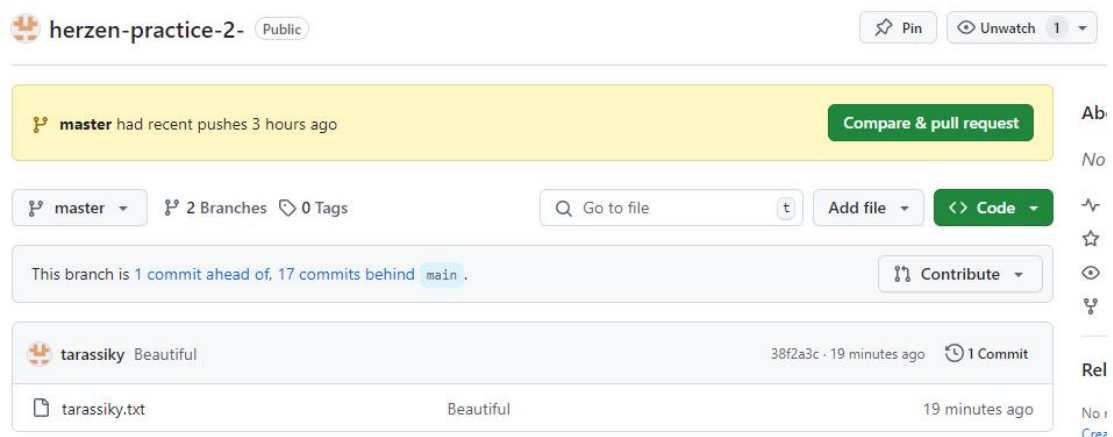 herzen-practice-2- Public Pin Unwatch 1
master had recent pushes 3 hours ago Compare & pull request
master 2 Branches 0 Tags Go to file t Add file Code
This branch is 1 commit ahead of, 17 commits behind main . Contribute
tarassiky Beautiful 38f2a3c · 19 minutes ago 1 Commit
tarassiky.txt Beautiful 19 minutes ago
No